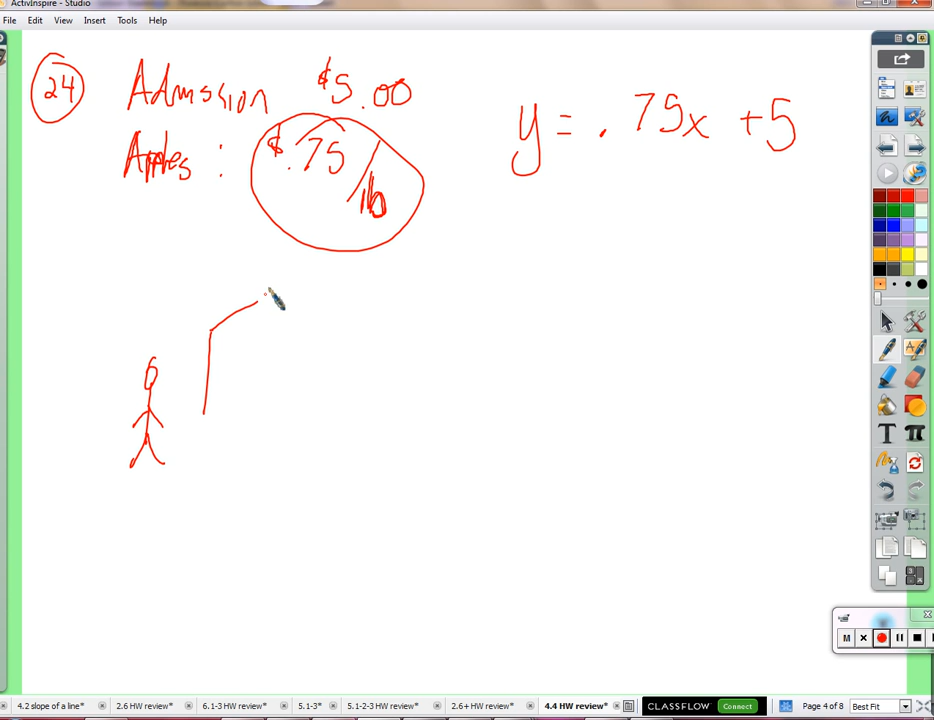 ActivInspire - Studio
File Edit View Insert Tools Help
24 Admission $5.00
Apples : $.75/lb
y = .75x + 5
M
4.2 slope of a line* 2.6 HW review* 6.1-3 HW review* 5.1-3* 5.1-2-3 HW review* 2.6+ HW review* 4.4 HW review* CLASSFLOW Connect Page 4 of 8 Best Fit